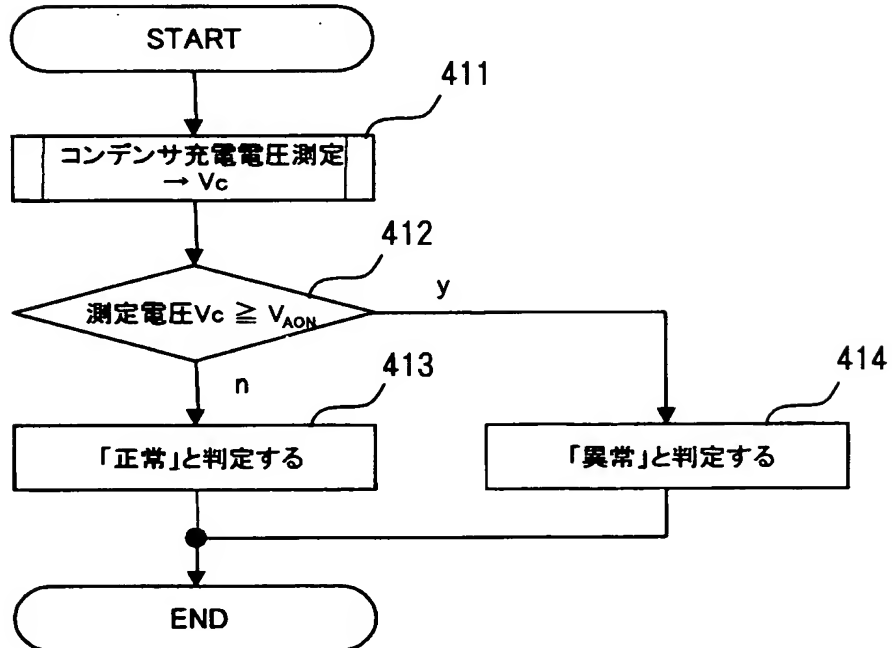 START
411
コンデンサ充電電圧測定
→ Vc
412
測定電圧Vc ≧ VAON
y
n
413
414
「正常」と判定する
「異常」と判定する
END